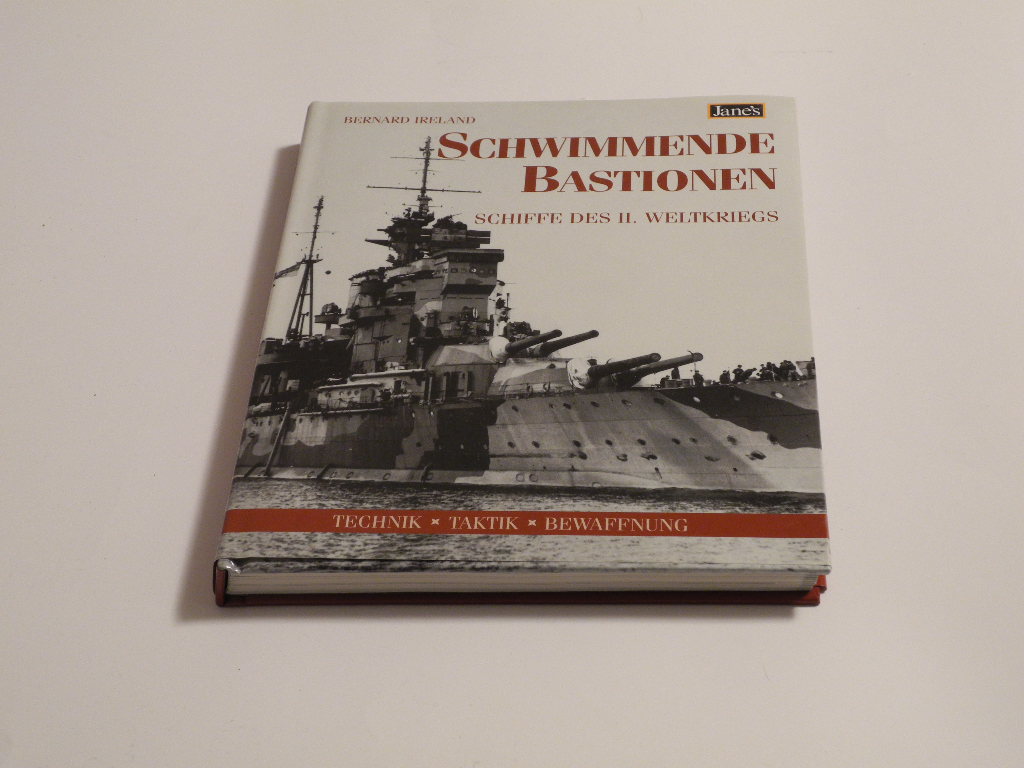 BERNARD IRELAND
Jane's
SCHWIMMENDE
BASTIONEN
SCHIFFE DES II. WELTKRIEGS
TECHNIK × TAKTIK × BEWAFFNUNG